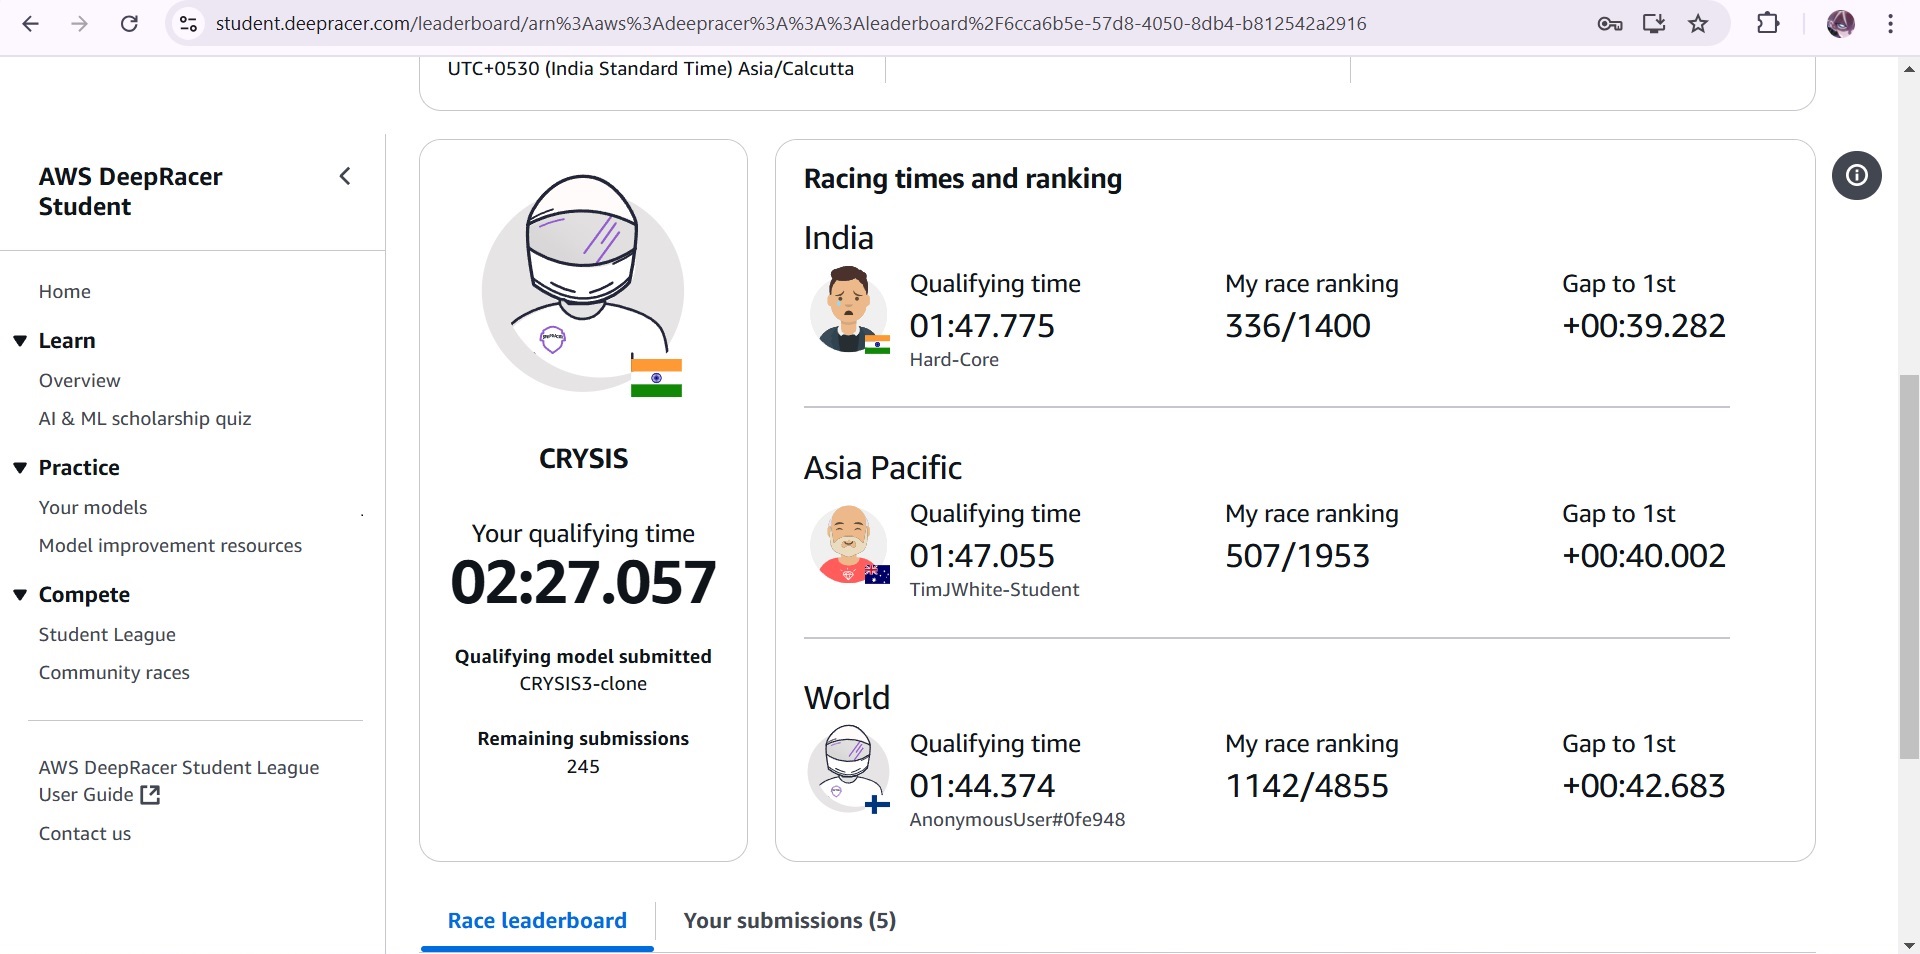 student.deepracer.com/leaderboard/arn%3Aaws%3Adeepracer%3A%3A%3Aleaderboard%2F6cca6b5e-57d8-4050-8db4-b812542a2916
UTC+0530 (India Standard Time) Asia/Calcutta
AWS DeepRacer
Student
Home
Learn
Overview
AI & ML scholarship quiz
Practice
Your models
Model improvement resources
Compete
Student League
Community races
AWS DeepRacer Student League
User Guide
Contact us
CRYSIS
Your qualifying time
02:27.057
Qualifying model submitted
CRYSIS3-clone
Remaining submissions
245
Racing times and ranking
India
Qualifying time
01:47.775
Hard-Core
My race ranking
336/1400
Gap to 1st
+00:39.282
Asia Pacific
Qualifying time
01:47.055
TimJWhite-Student
My race ranking
507/1953
Gap to 1st
+00:40.002
World
Qualifying time
01:44.374
AnonymousUser#0fe948
My race ranking
1142/4855
Gap to 1st
+00:42.683
Race leaderboard
Your submissions (5)